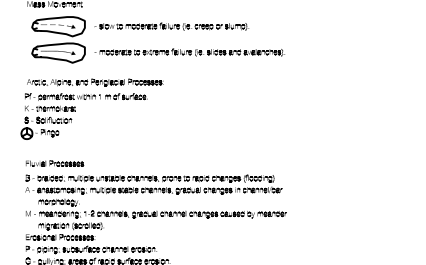 Mass Movement
- slow to moderate failure (ie. creep or slump).
- moderate to extreme failure (ie. slides and avalanches).
Arctic, Alpine, and Periglacial Processes:
Pf - permafrost within 1 m of surface.
K - thermokarst
S - Solifluction
- Pingo
Fluvial Processes
B - braided; multiple unstable channels, prone to rapid changes (flooding)
A - anastomosing; multiple stable channels, gradual changes in channel/bar
morphology.
M - meandering; 1-2 channels, gradual channel changes caused by meander
migration (scrolled).
Erosional Processes:
P - piping; subsurface channel erosion.
G - gullying; areas of rapid surface erosion.